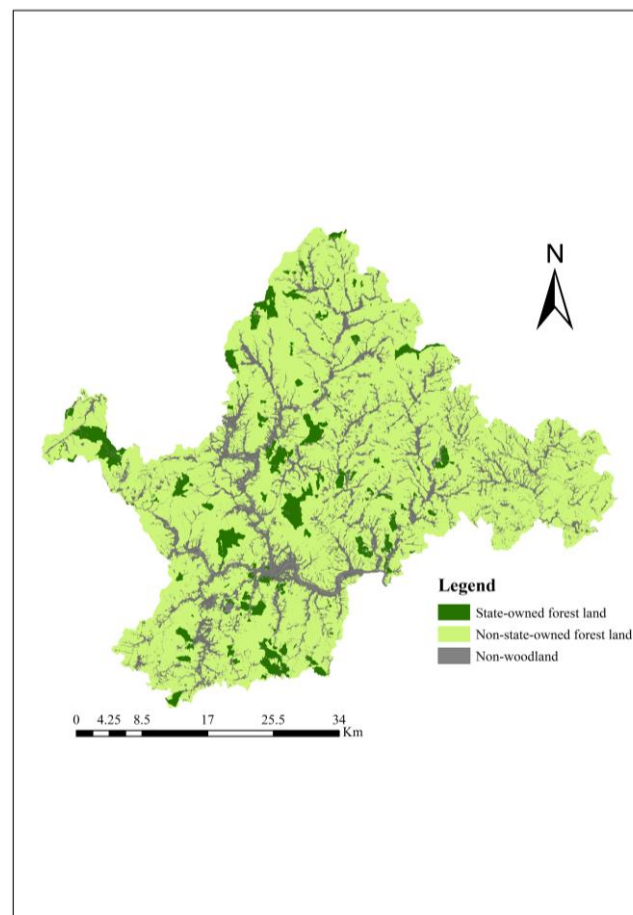 N
Legend
State-owned forest land
Non-state-owned forest land
Non-woodland
0 4.25 8.5 17 25.5 34
Km